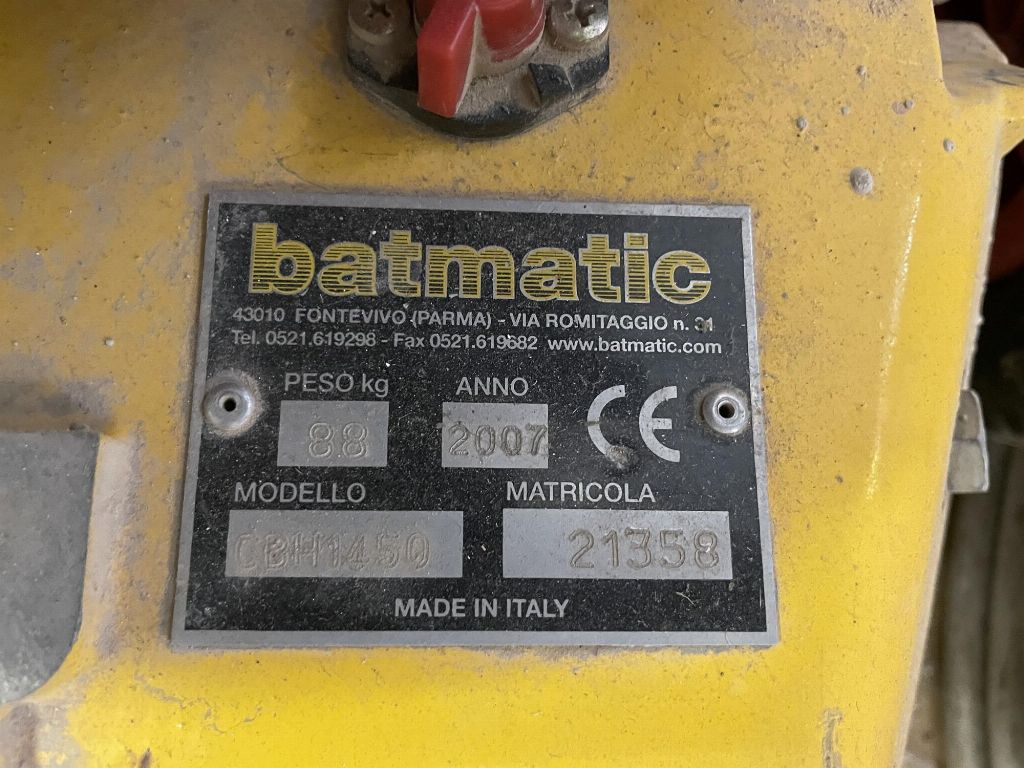 batmatic
43010 FONTEVIVO (PARMA) - VIA ROMITAGGIO n. 31
Tel. 0521.619298 - Fax 0521.619682 www.batmatic.com
PESO kg ANNO
88 2007 CE
MODELLO MATRICOLA
CBH1450 21358
MADE IN ITALY